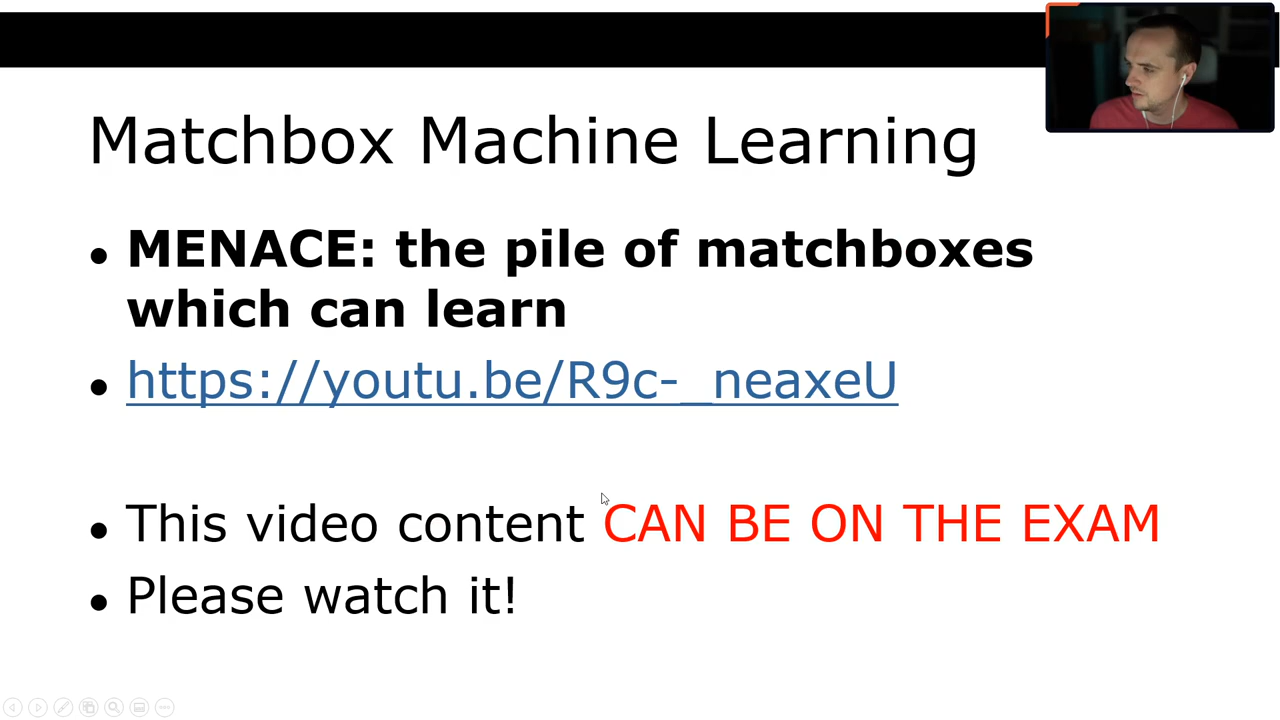 Matchbox Machine Learning
MENACE: the pile of matchboxes
which can learn
https://youtu.be/R9c-_neaxeU
This video content CAN BE ON THE EXAM
Please watch it!